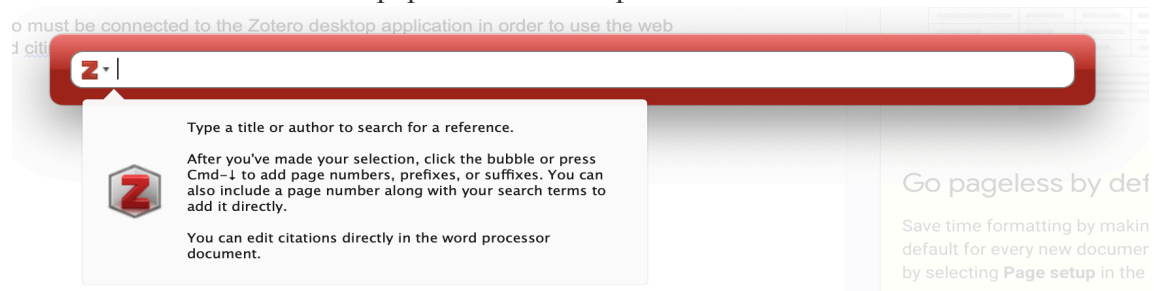 o must be connected to the Zotero desktop application in order to use the web
d citi
Z
Type a title or author to search for a reference.
After you've made your selection, click the bubble or press
Cmd-↓ to add page numbers, prefixes, or suffixes. You can
also include a page number along with your search terms to
add it directly.
You can edit citations directly in the word processor
document.
Z
Go pageless by def
Save time formatting by makin
default for every new documen
by selecting Page setup in the